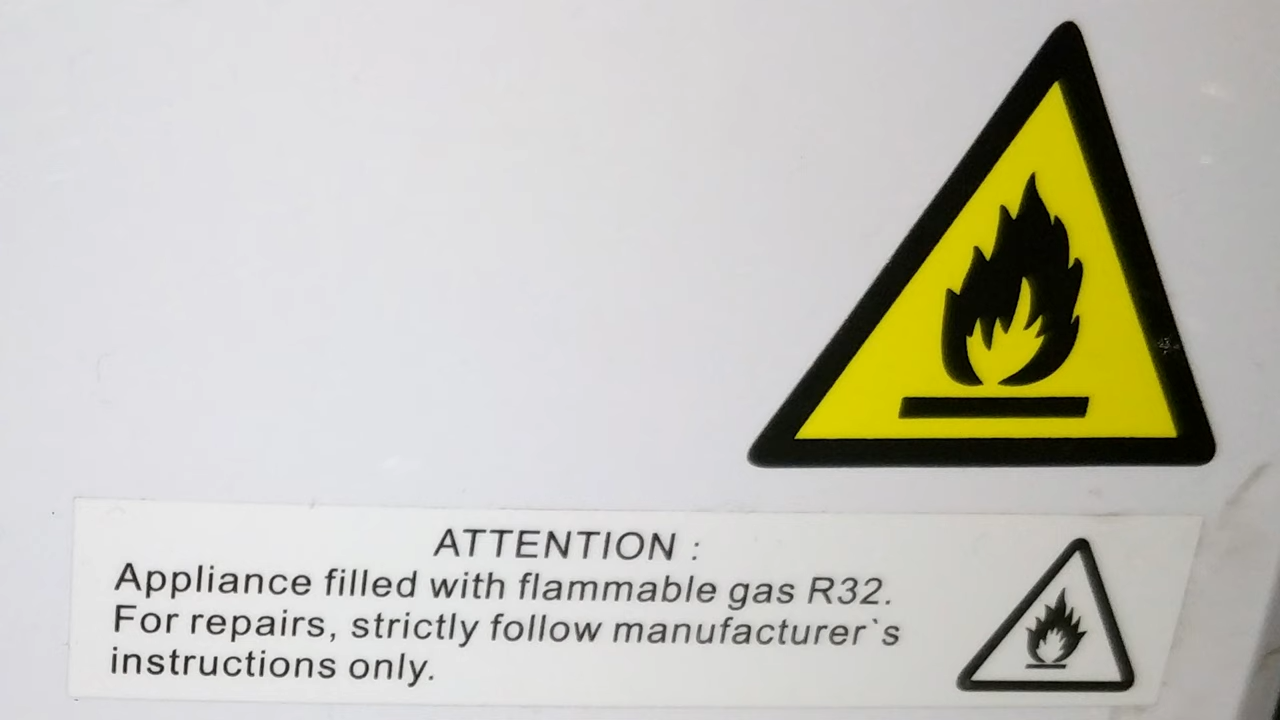 ATTENTION :
Appliance filled with flammable gas R32.
For repairs, strictly follow manufacturer`s
instructions only.